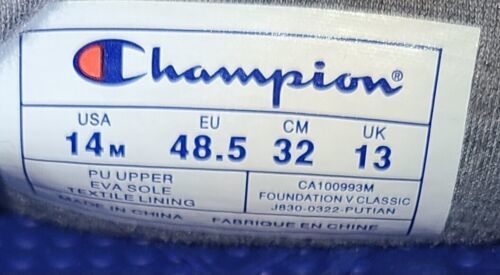 Champion®
USA EU CM UK
14M 48.5 32 13
PU UPPER
EVA SOLE
TEXTILE LINING
CA100993M
FOUNDATION V CLASSIC
J830-0322-PUTIAN
MADE IN CHINA FABRIQUE EN CHINE